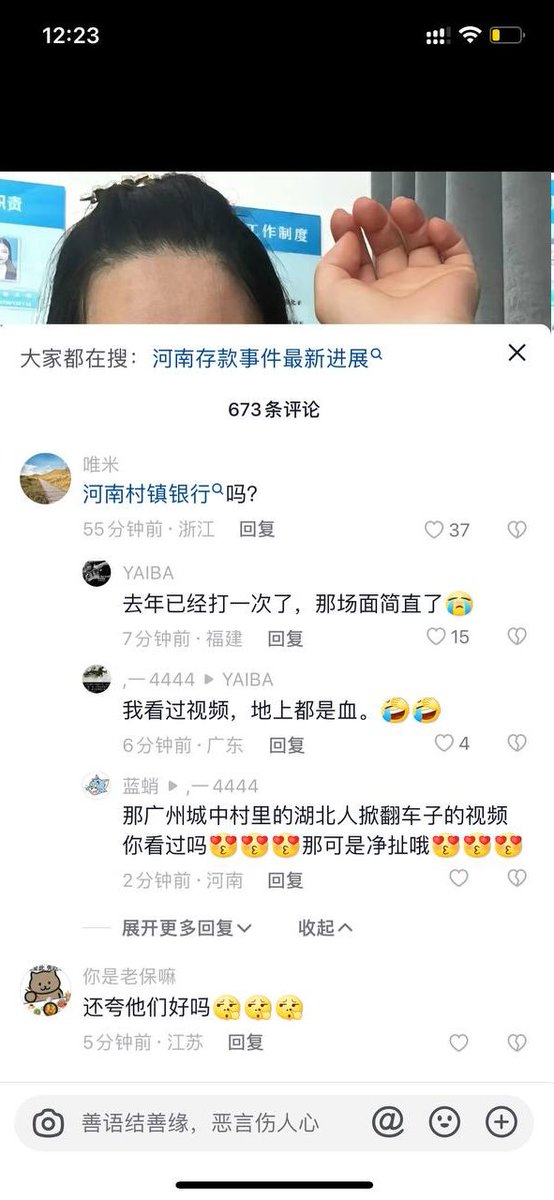 12:23
职责
工作制度
大家都在搜：河南存款事件最新进展
673条评论
唯米
河南村镇银行吗?
55分钟前·浙江 回复 37
YAIBA
去年已经打一次了，那场面简直了😭
7分钟前·福建 回复 15
,一4444 ▶ YAIBA
我看过视频，地上都是血。🤣🤣
6分钟前·广东 回复 4
蓝蛸 ▶ ,一4444
那广州城中村里的湖北人掀翻车子的视频
你看过吗😍😍😍那可是净扯哦😍😍😍
2分钟前·河南 回复
展开更多回复 收起
你是老保嘛
还夸他们好吗🫢🫢🫢
5分钟前·江苏 回复
善语结善缘，恶言伤人心